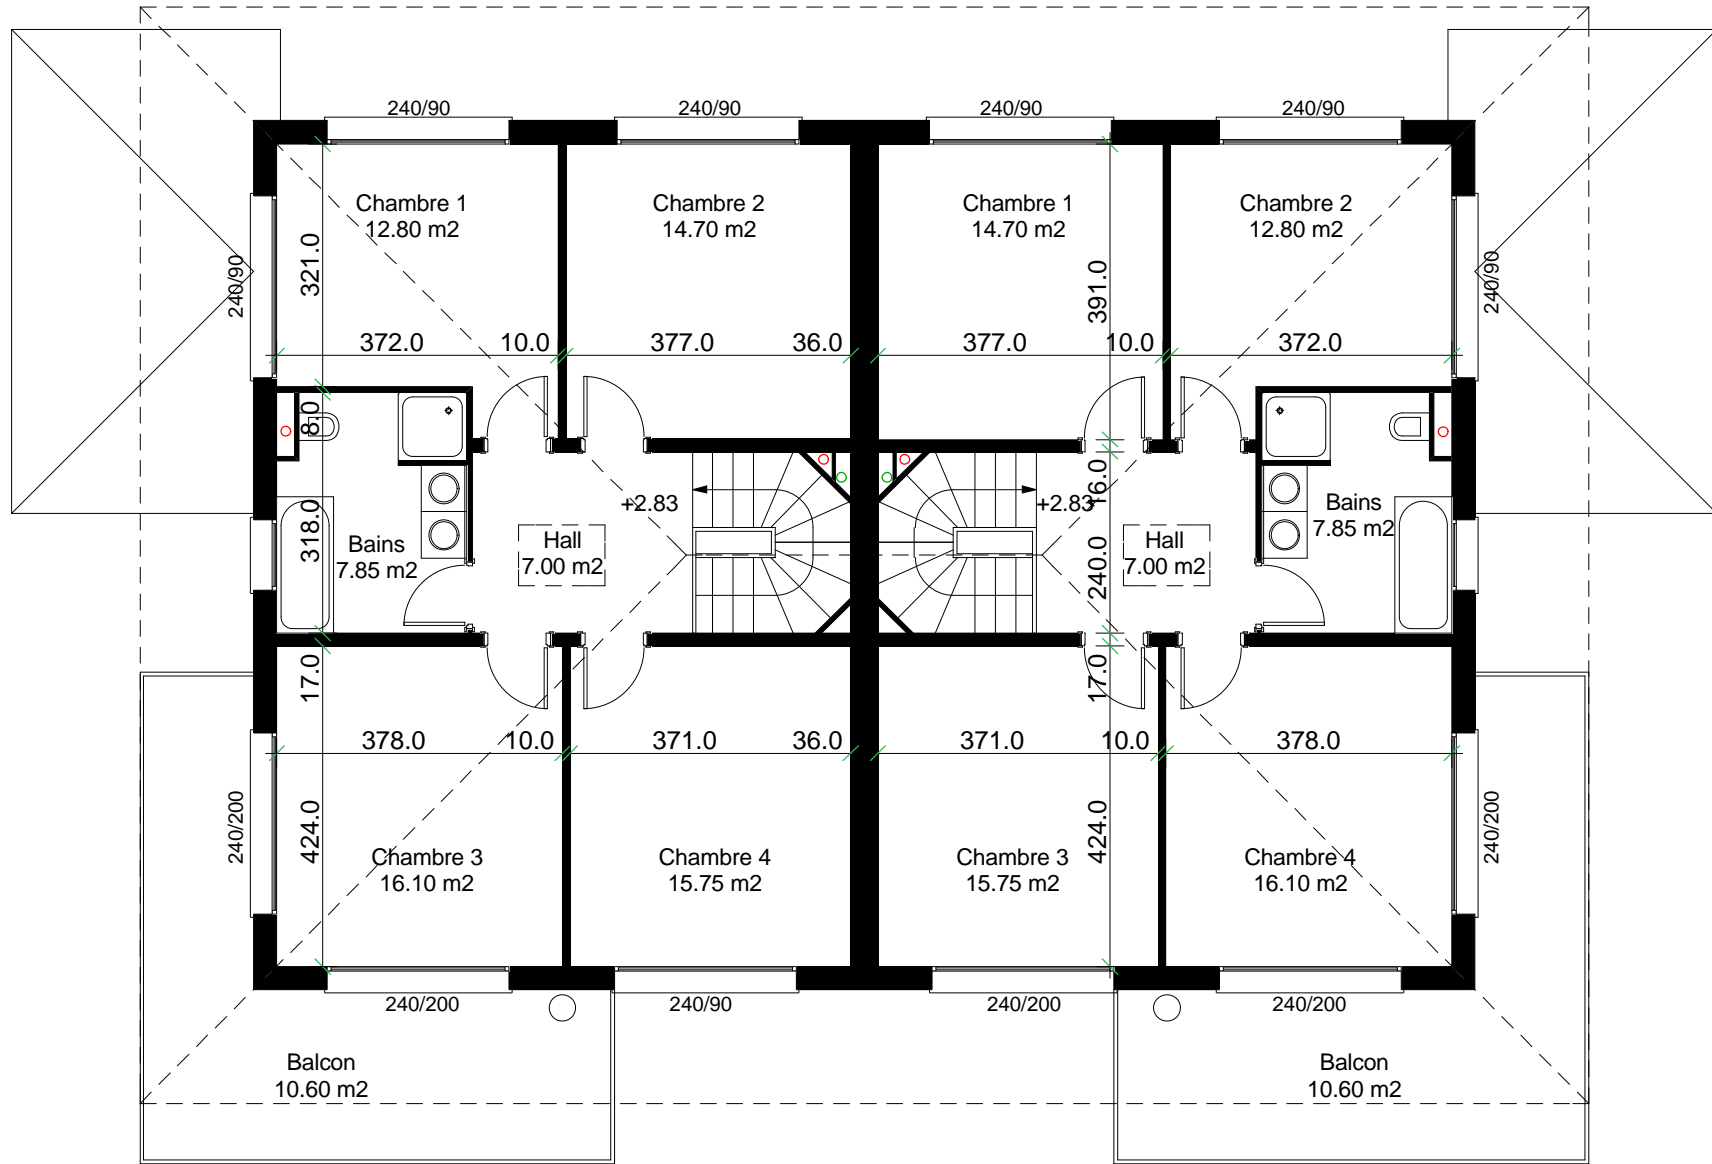 240/90
240/90
240/90
240/90
Chambre 1
12.80 m2
Chambre 2
14.70 m2
Chambre 1
14.70 m2
Chambre 2
12.80 m2
240/90
321.0
391.0
240/90
372.0
10.0
377.0
36.0
377.0
10.0
372.0
8.0
318.0
Bains
7.85 m2
Hall
7.00 m2
+2.83
+2.83
16.0
240.0
Hall
7.00 m2
Bains
7.85 m2
17.0
17.0
378.0
10.0
371.0
36.0
371.0
10.0
378.0
240/200
424.0
424.0
240/200
Chambre 3
16.10 m2
Chambre 4
15.75 m2
Chambre 3
15.75 m2
Chambre 4
16.10 m2
240/200
240/90
240/200
240/200
Balcon
10.60 m2
Balcon
10.60 m2